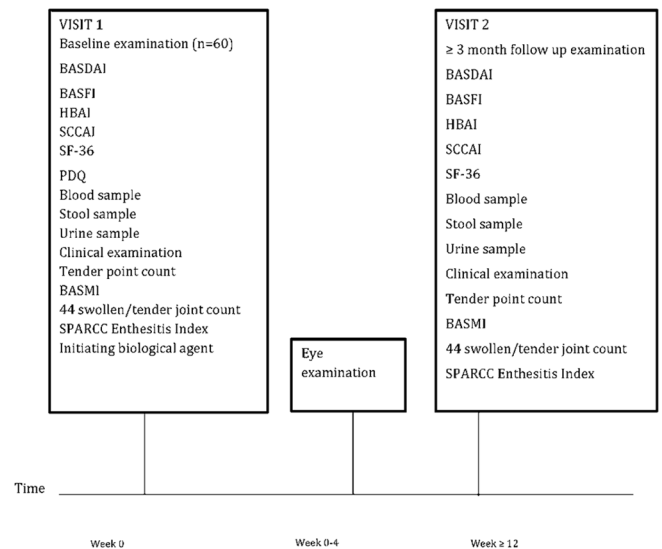 VISIT 1
Baseline examination (n=60)
BASDAI
BASFI
HBAI
SCCAI
SF-36
PDQ
Blood sample
Stool sample
Urine sample
Clinical examination
Tender point count
BASMI
44 swollen/tender joint count
SPARCC Enthesitis Index
Initiating biological agent
Eye
examination
VISIT 2
≥ 3 month follow up examination
BASDAI
BASFI
HBAI
SCCAI
SF-36
Blood sample
Stool sample
Urine sample
Clinical examination
Tender point count
BASMI
44 swollen/tender joint count
SPARCC Enthesitis Index
Time
Week 0
Week 0-4
Week ≥ 12